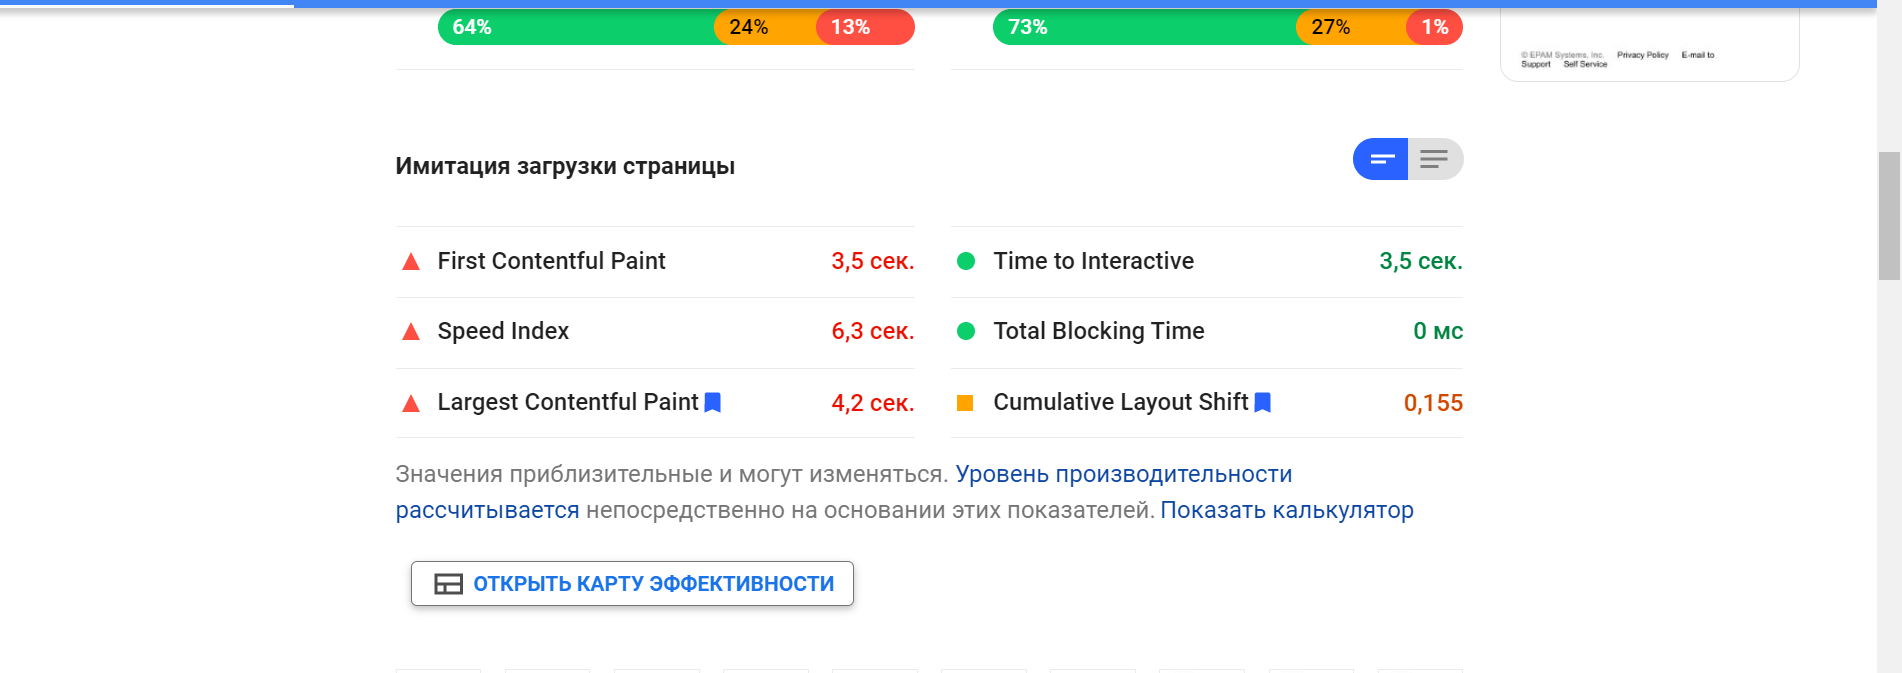 64% 24% 13% 73% 27% 1%
© EPAM Systems, Inc. Privacy Policy E-mail to
Support Self Service
Имитация загрузки страницы
First Contentful Paint 3,5 сек. Time to Interactive 3,5 сек.
Speed Index 6,3 сек. Total Blocking Time 0 мс
Largest Contentful Paint 4,2 сек. Cumulative Layout Shift 0,155
Значения приблизительные и могут изменяться. Уровень производительности
рассчитывается непосредственно на основании этих показателей. Показать калькулятор
ОТКРЫТЬ КАРТУ ЭФФЕКТИВНОСТИ